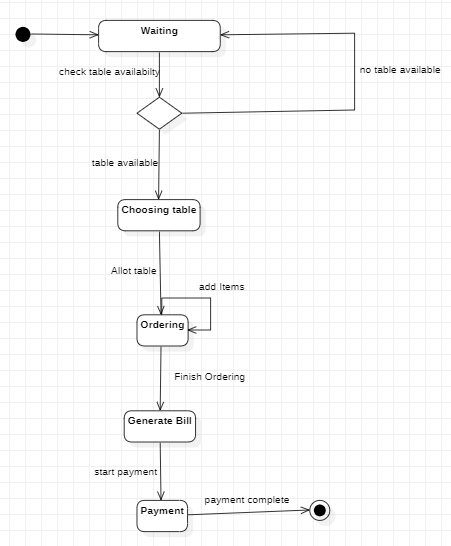 Waiting
check table availabilty
no table available
table available
Choosing table
Allot table
add Items
Ordering
Finish Ordering
Generate Bill
start payment
payment complete
Payment